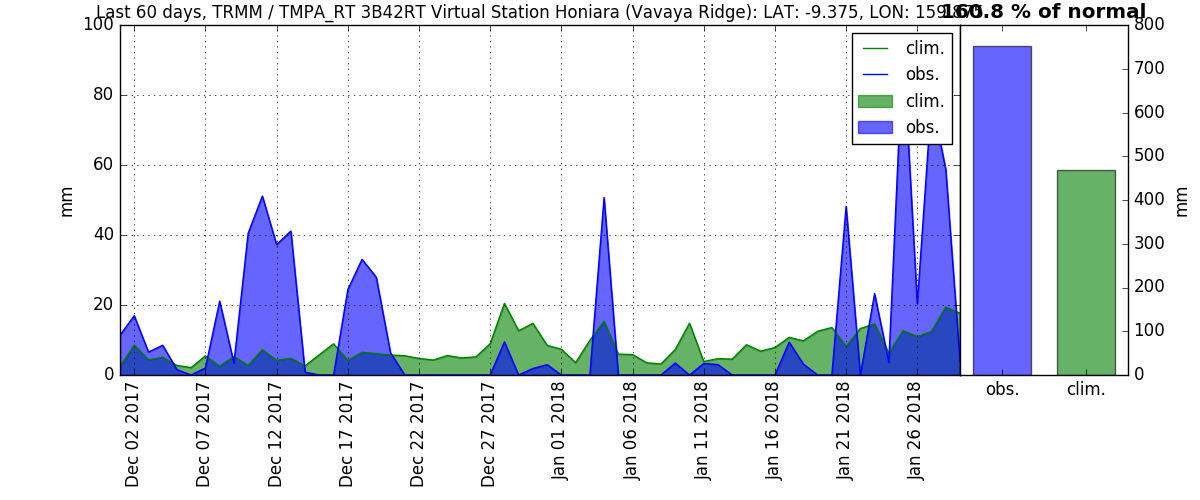 Last 60 days, TRMM / TMPA_RT 3B42RT Virtual Station Honiara (Vavaya Ridge): LAT: -9.375, LON: 159.875
160.8 % of normal
100
80
60
40
20
0
mm
clim.
obs.
clim.
obs.
800
700
600
500
400
300
200
100
0
mm
obs.
clim.
Dec 02 2017
Dec 07 2017
Dec 12 2017
Dec 17 2017
Dec 22 2017
Dec 27 2017
Jan 01 2018
Jan 06 2018
Jan 11 2018
Jan 16 2018
Jan 21 2018
Jan 26 2018